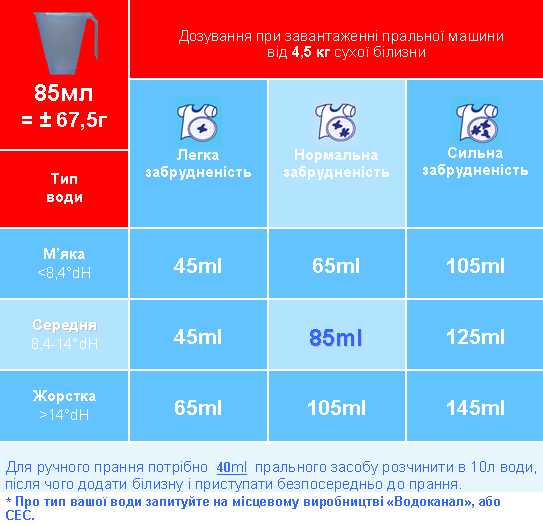 Дозування при завантаженні пральної машини
від 4,5 кг сухої білизни
85мл
= ± 67,5г
Тип
води
Легка
забрудненість
Нормальна
забрудненість
Сильна
забрудненість
М'яка
<8,4°dH
45ml
65ml
105ml
Середня
8,4-14°dH
45ml
85ml
125ml
Жорстка
>14°dH
65ml
105ml
145ml
Для ручного прання потрібно 40ml прального засобу розчинити в 10л води,
після чого додати білизну і приступати безпосередньо до прання.
* Про тип вашої води запитуйте на місцевому виробництві «Водоканал», або
СЕС.